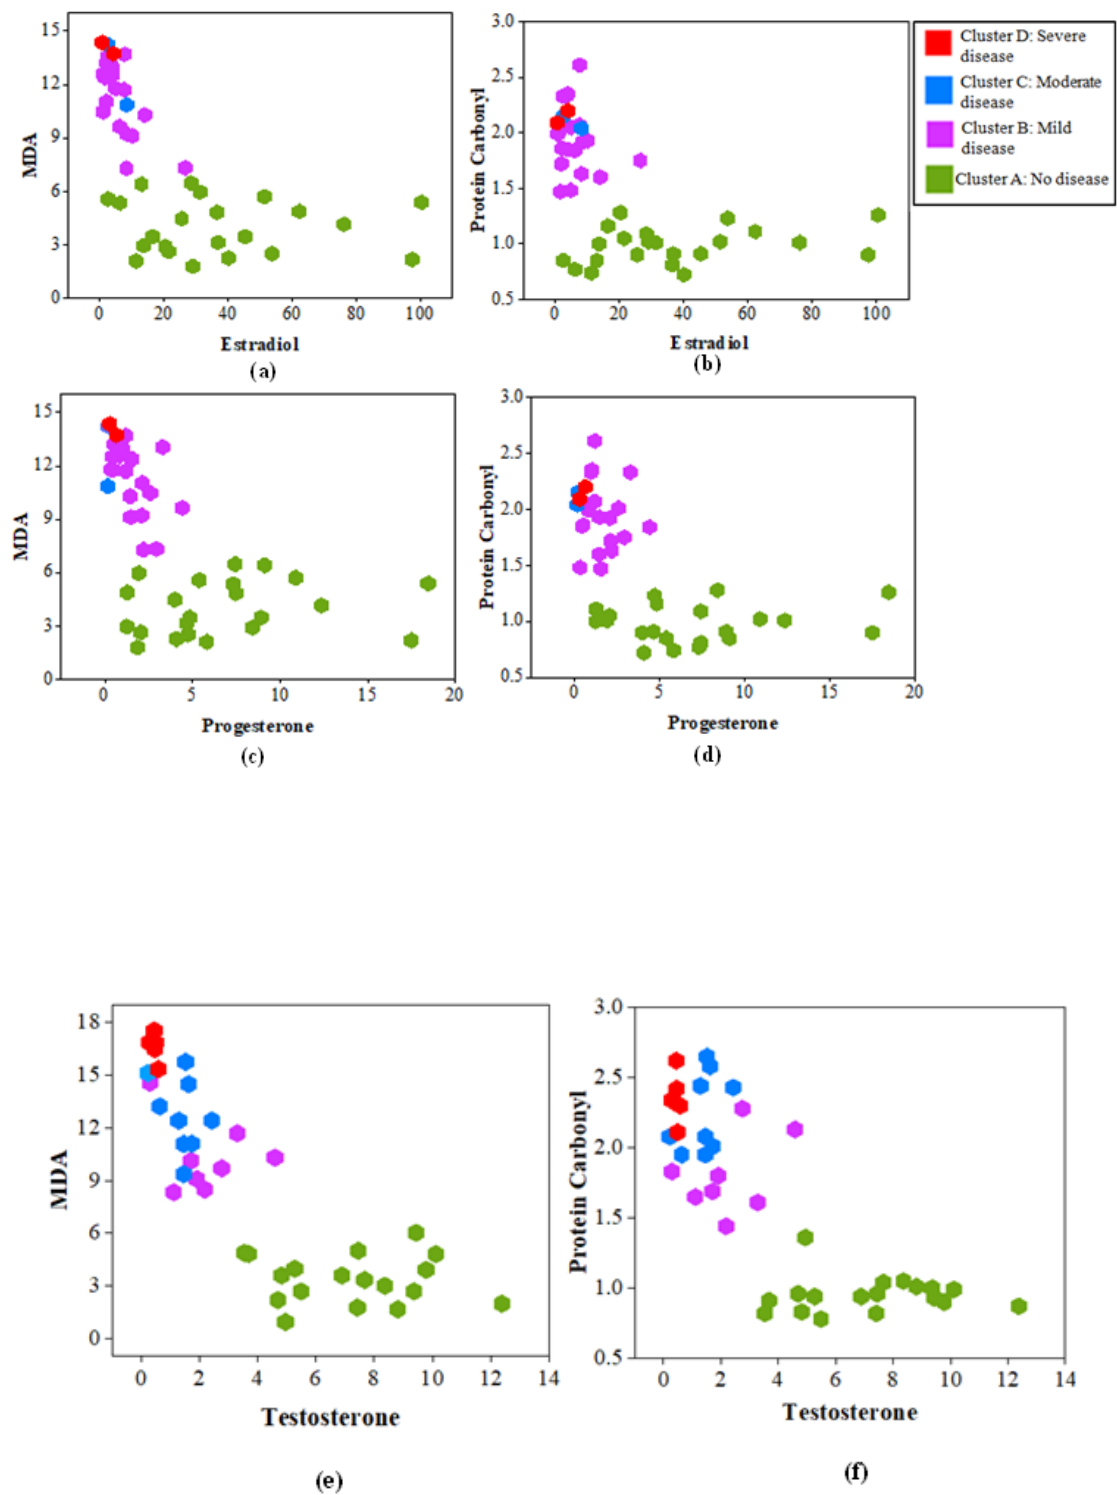 15
12
9
6
3
0
MDA
0 20 40 60 80 100
Estradiol
(a)
3.0
2.5
2.0
1.5
1.0
0.5
Protein Carbonyl
0 20 40 60 80 100
Estradiol
(b)
Cluster D: Severe
disease
Cluster C: Moderate
disease
Cluster B: Mild
disease
Cluster A: No disease
15
12
9
6
3
0
MDA
0 5 10 15 20
Progesterone
(c)
3.0
2.5
2.0
1.5
1.0
0.5
Protein Carbonyl
0 5 10 15 20
Progesterone
(d)
18
15
12
9
6
3
0
MDA
0 2 4 6 8 10 12 14
Testosterone
(e)
3.0
2.5
2.0
1.5
1.0
0.5
Protein Carbonyl
0 2 4 6 8 10 12 14
Testosterone
(f)